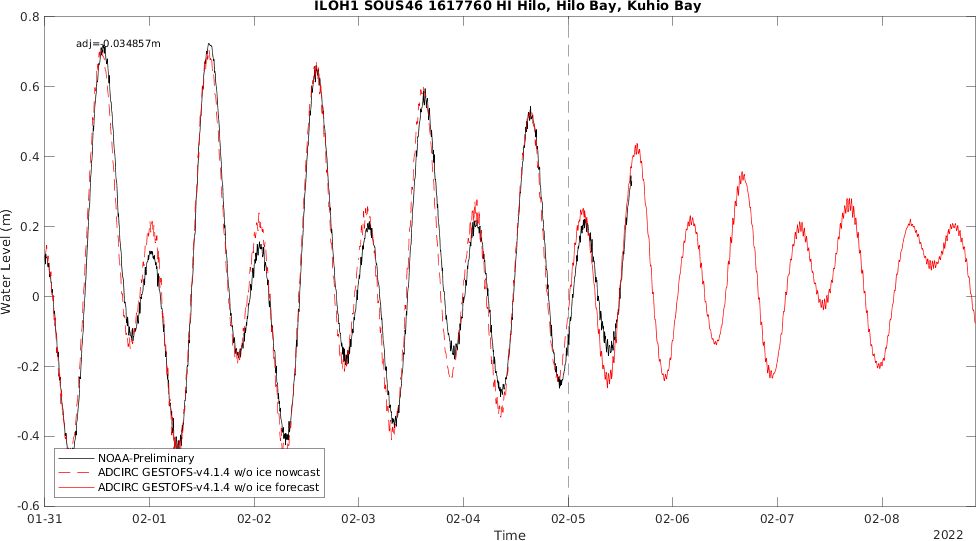 ILOH1 SOUS46 1617760 HI Hilo, Hilo Bay, Kuhio Bay
0.8
adj=-0.034857m
0.6
0.4
0.2
0
-0.2
-0.4
-0.6
Water Level (m)
NOAA-Preliminary
ADCIRC GESTOFS-v4.1.4 w/o ice nowcast
ADCIRC GESTOFS-v4.1.4 w/o ice forecast
01-31 02-01 02-02 02-03 02-04 02-05 02-06 02-07 02-08
Time
2022